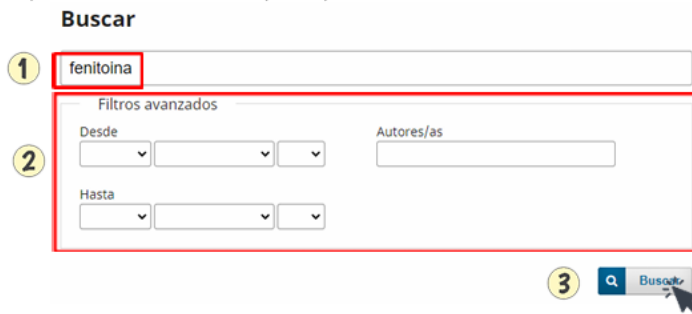 Buscar
1
fenitoina
Filtros avanzados
2
Desde
Autores/as
Hasta
3
Buscar